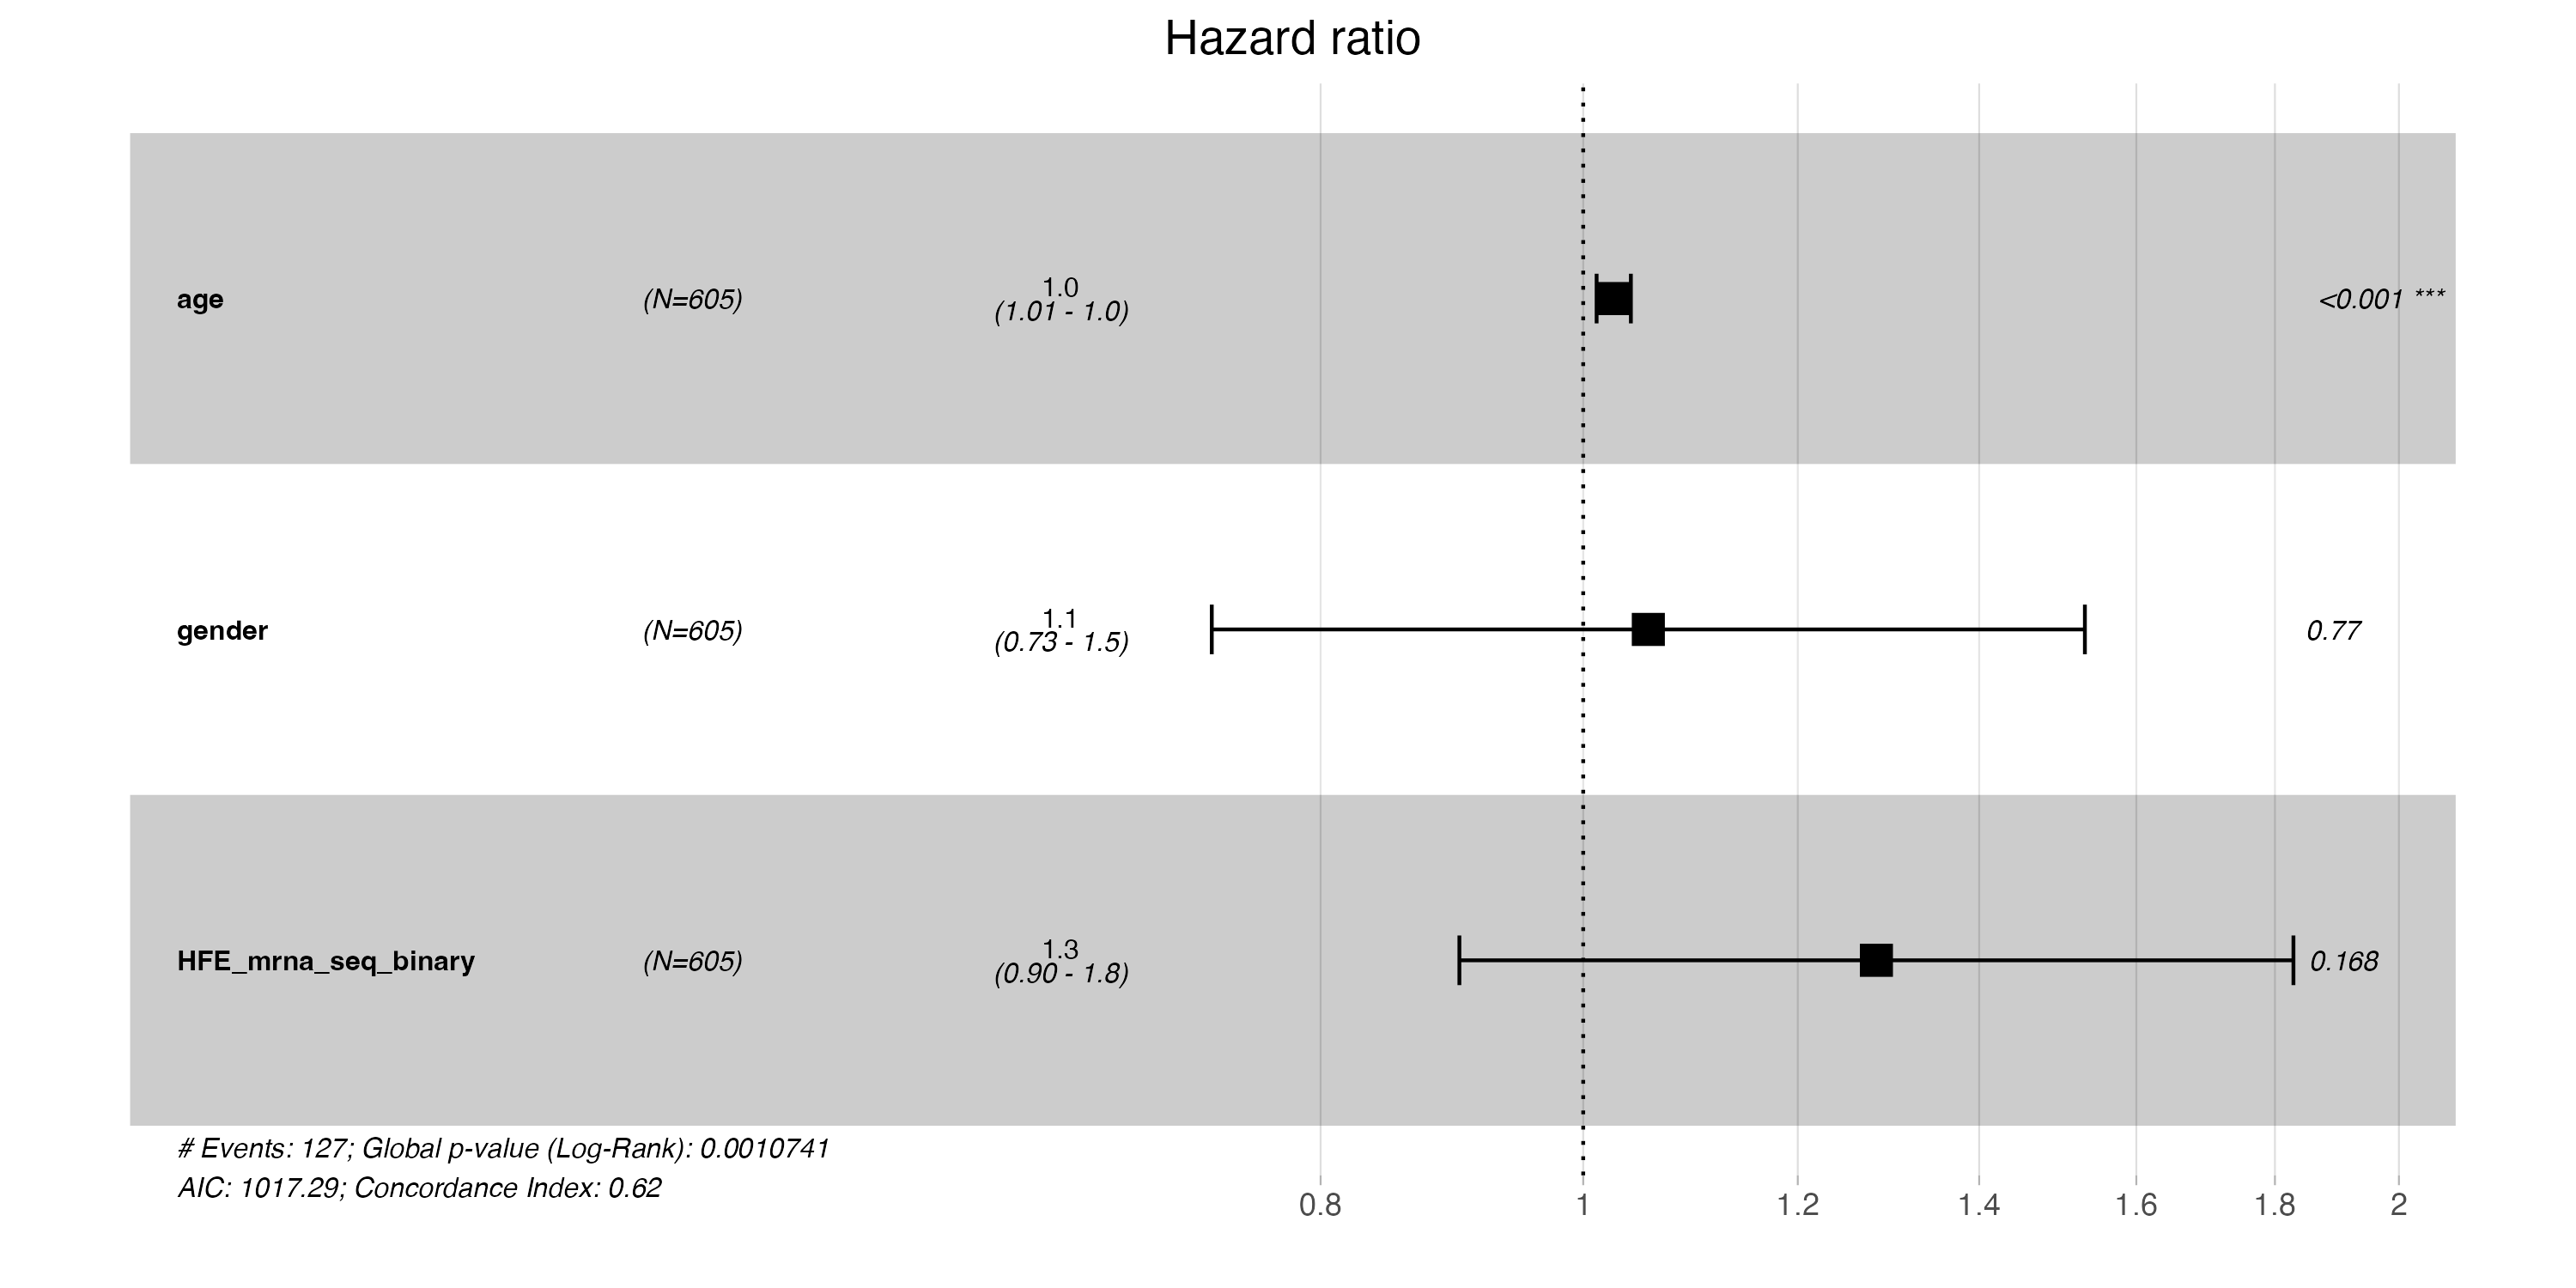 Hazard ratio
age (N=605) 1.0 <0.001 ***
(1.01 - 1.0)
gender (N=605) 1.1 0.77
(0.73 - 1.5)
HFE_mrna_seq_binary (N=605) 1.3 0.168
(0.90 - 1.8)
# Events: 127; Global p-value (Log-Rank): 0.0010741
AIC: 1017.29; Concordance Index: 0.62
0.8 1 1.2 1.4 1.6 1.8 2